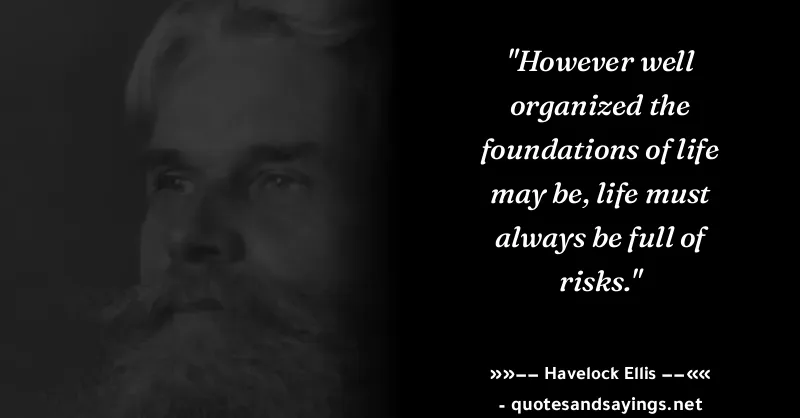 "However well
organized the
foundations of life
may be, life must
always be full of
risks."
»»–– Havelock Ellis ––««
- quotesandsayings.net